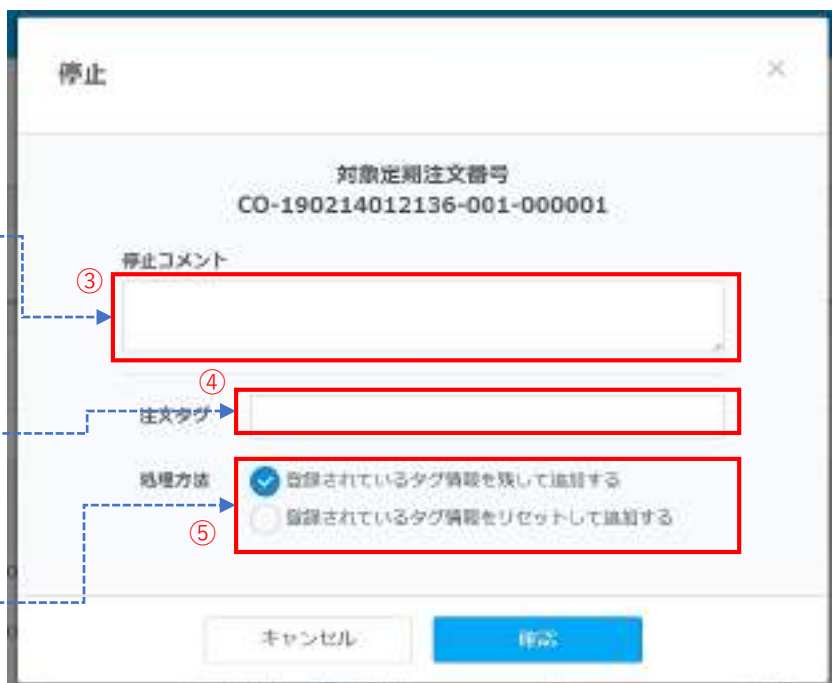 停止
対象定期注文番号
CO-190214012136-001-000001
停止コメント
③
④
注文タグ
処理方法
登録されているタグ情報を残して追加する
登録されているタグ情報をリセットして追加する
⑤
キャンセル
確認